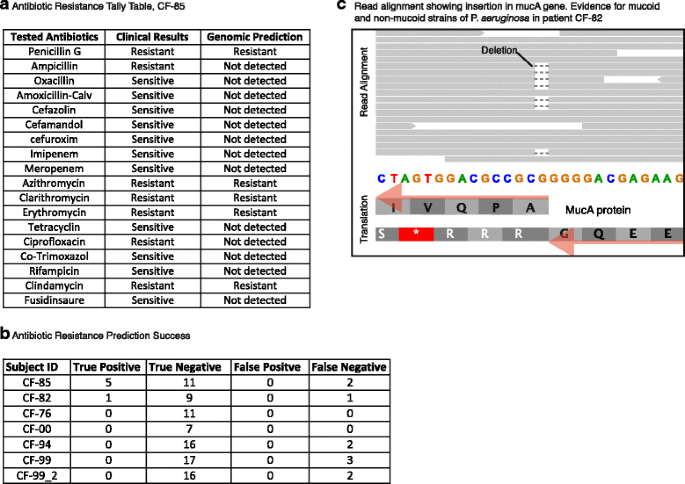 a Antibiotic Resistance Tally Table, CF-85
Tested Antibiotics Clinical Results Genomic Prediction
Penicillin G Resistant Resistant
Ampicillin Resistant Not detected
Oxacillin Sensitive Not detected
Amoxicillin-Calv Sensitive Not detected
Cefazolin Sensitive Not detected
Cefamandol Sensitive Not detected
cefuroxim Sensitive Not detected
Imipenem Sensitive Not detected
Meropenem Sensitive Not detected
Azithromycin Resistant Resistant
Clarithromycin Resistant Resistant
Erythromycin Resistant Resistant
Tetracyclin Sensitive Not detected
Ciprofloxacin Resistant Not detected
Co-Trimoxazol Sensitive Not detected
Rifampicin Sensitive Not detected
Clindamycin Resistant Resistant
Fusidinsaure Sensitive Not detected
b Antibiotic Resistance Prediction Success
Subject ID True Positive True Negative False Positve False Negative
CF-85 5 11 0 2
CF-82 1 9 0 1
CF-76 0 11 0 0
CF-00 0 7 0 0
CF-94 0 16 0 2
CF-99 0 17 0 3
CF-99_2 0 16 0 2
c Read alignment showing insertion in mucA gene. Evidence for mucoid
and non-mucoid strains of P. aeruginosa in patient CF-82
Read Alignment
Deletion
C T A G T G G A C G C C G C G G G G G A C G A G A A G
Translation
I V Q P A MucA protein
S * R R R G Q E E